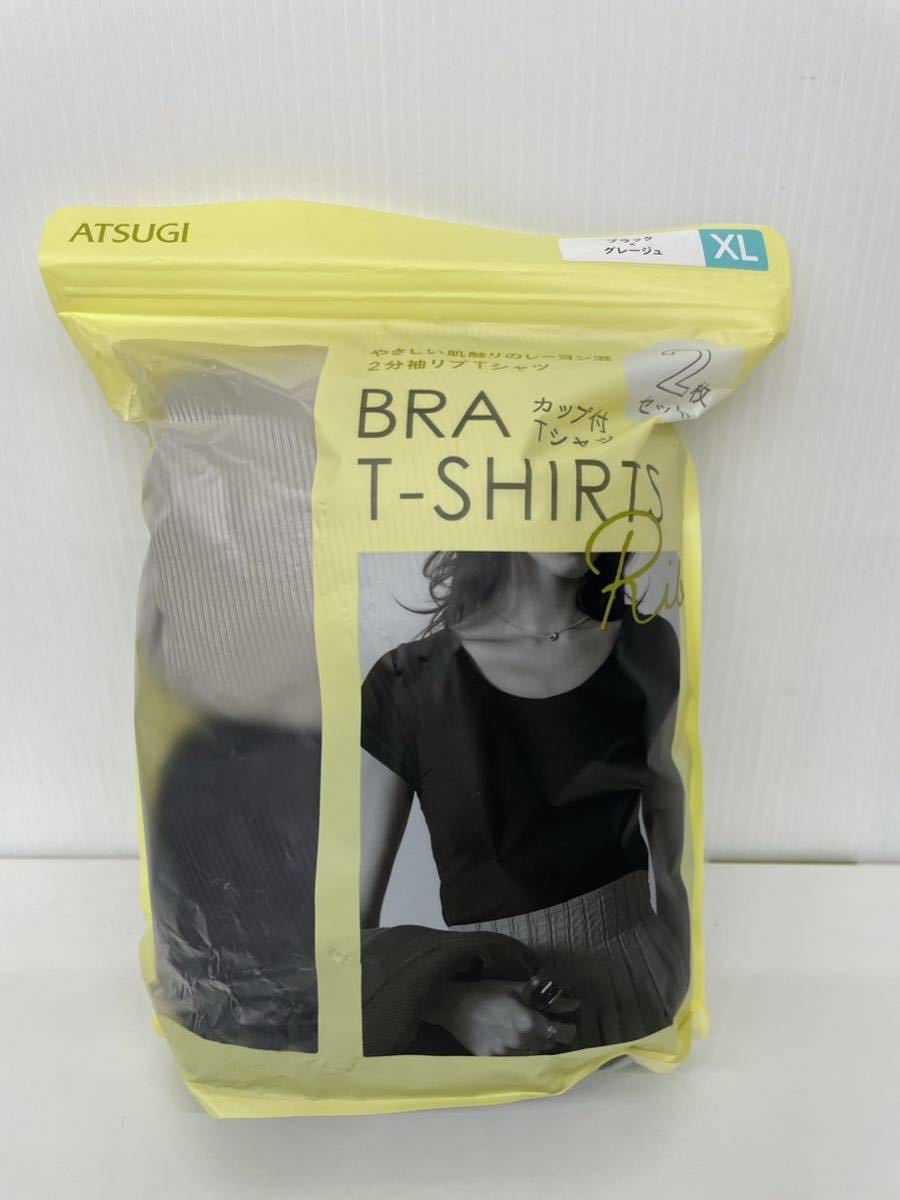 ATSUGI
ブラック
×
グレージュ
XL
やさしい肌触りのレーヨン混
2分袖リブTシャツ
2枚
セット
BRA
カップ付
Tシャツ
T-SHIRTS
Rib